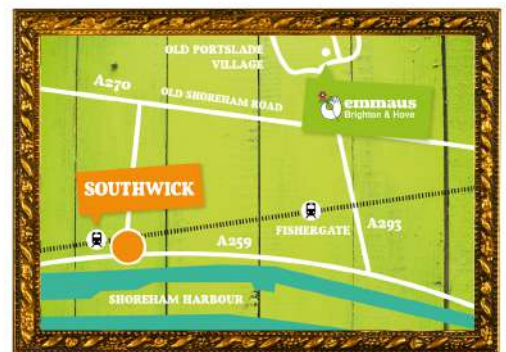 OLD PORTSLADE
VILLAGE
A270
OLD SHOREHAM ROAD
emmaus
Brighton & Hove
SOUTHWICK
FISHERGATE
A293
A259
SHOREHAM HARBOUR